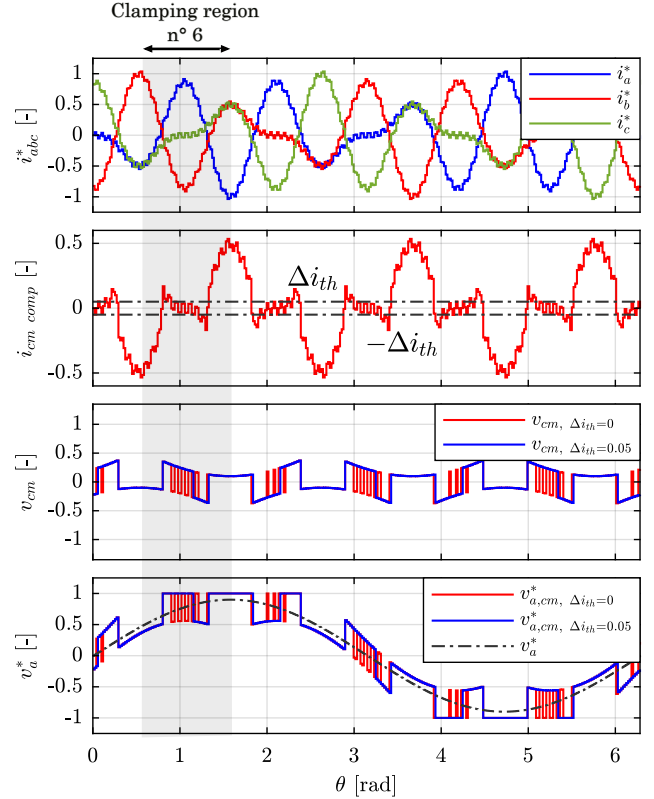 Clamping region
n° 6
1
0.5
0
-0.5
-1
i*abc [-]
i*a
i*b
i*c
0.5
0
-0.5
icm comp [-]
Δith
−Δith
1
0.5
0
-0.5
-1
vcm [-]
vcm, Δith=0
vcm, Δith=0.05
1
0.5
0
-0.5
-1
v*a [-]
v*a,cm, Δith=0
v*a,cm, Δith=0.05
v*a
0 1 2 3 4 5 6
θ [rad]